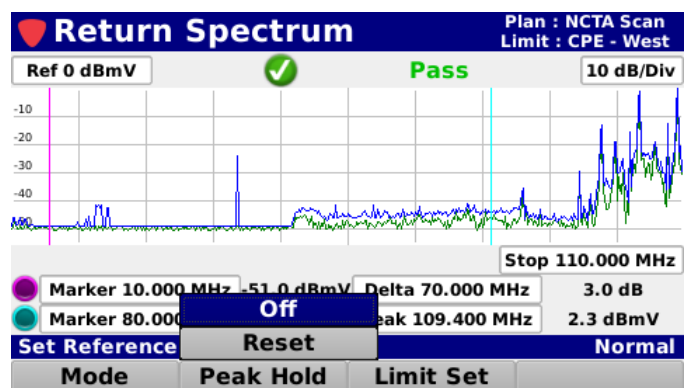 Return Spectrum
Plan : NCTA Scan
Limit : CPE - West
Ref 0 dBmV
Pass
10 dB/Div
-10
-20
-30
-40
-50
Stop 110.000 MHz
Marker 10.000 MHz -51.0 dBmV Delta 70.000 MHz 3.0 dB
Marker 80.000
eak 109.400 MHz 2.3 dBmV
Off
Reset
Set Reference
Normal
Mode Peak Hold Limit Set